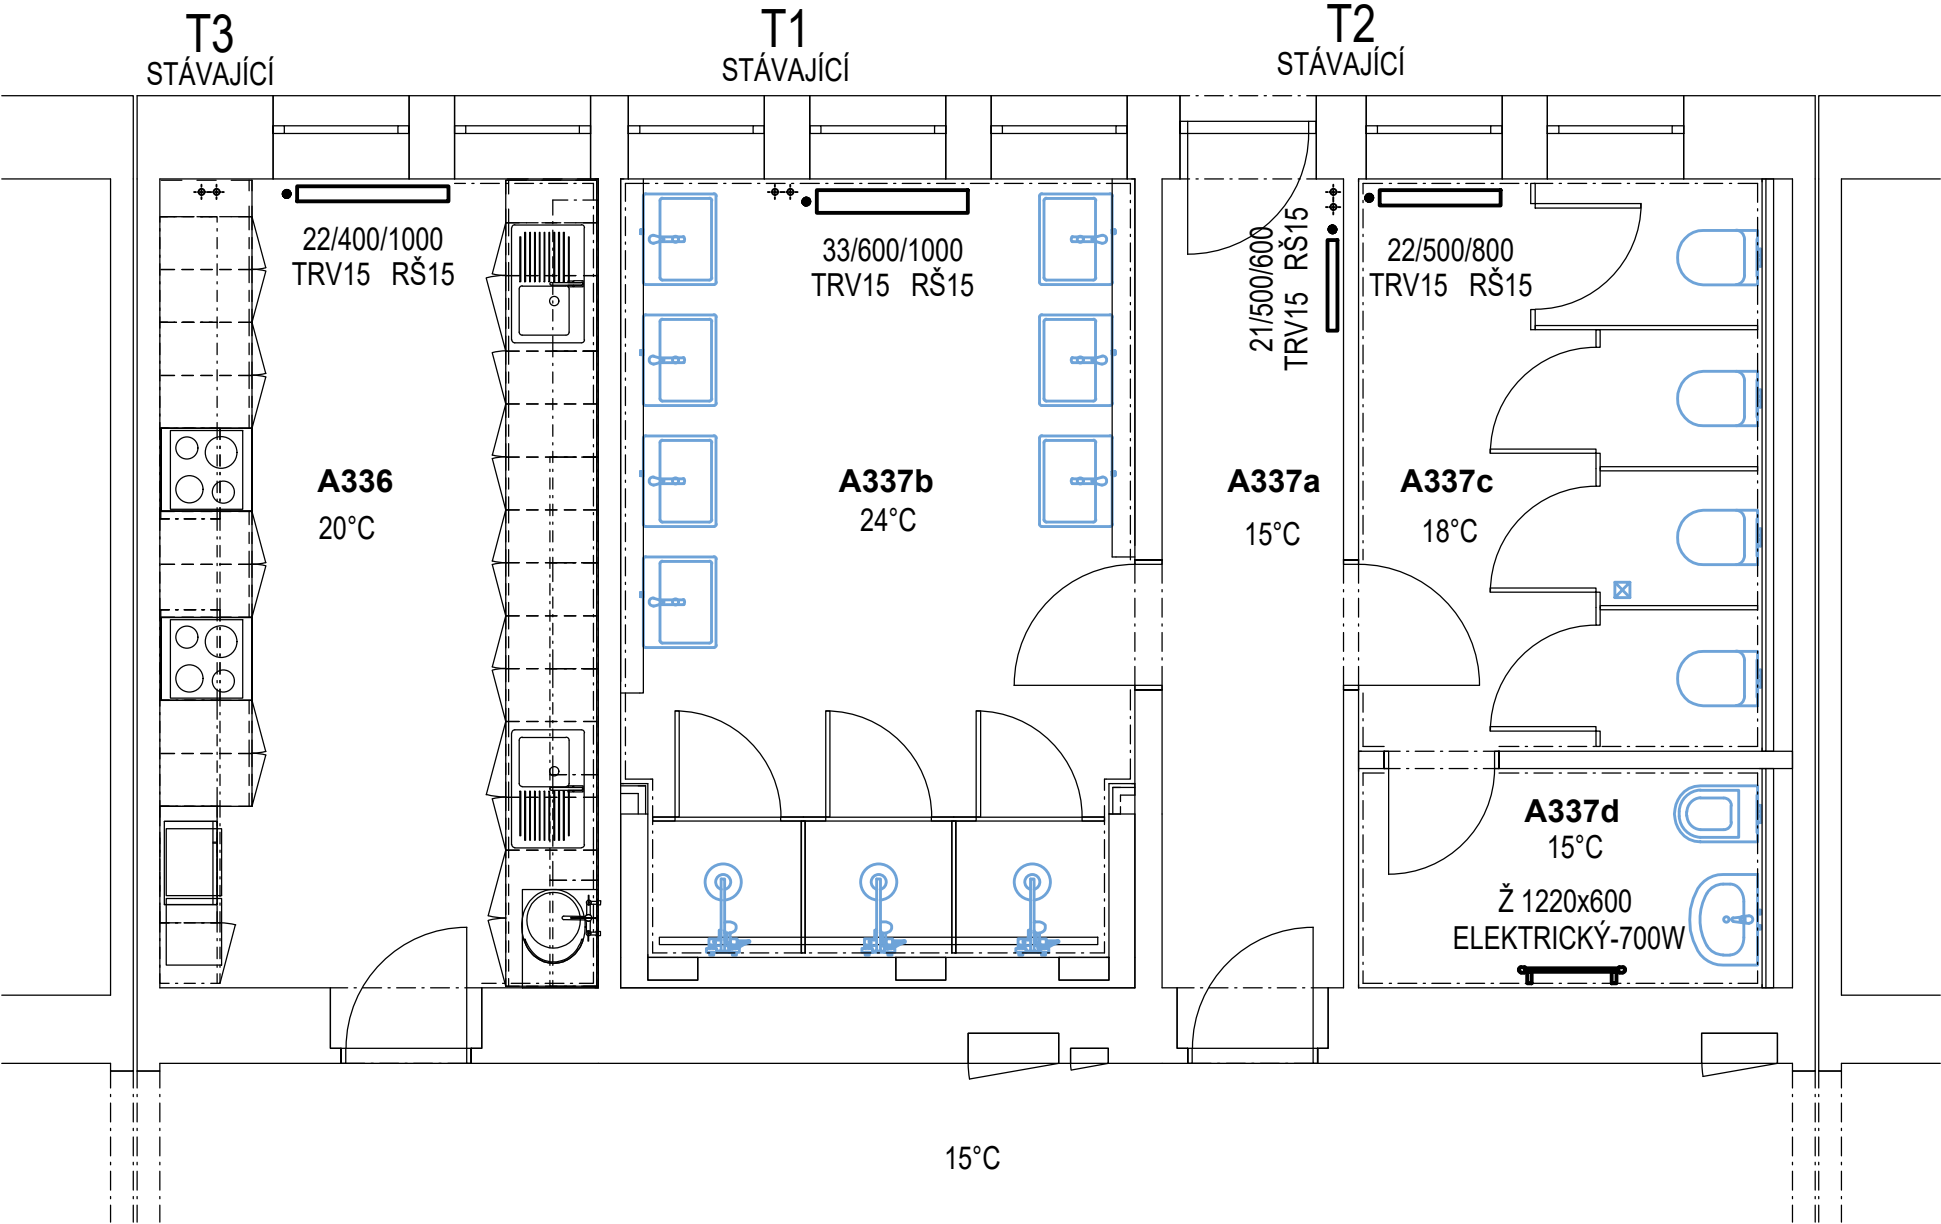 T3
STÁVAJÍCÍ
T1
STÁVAJÍCÍ
T2
STÁVAJÍCÍ
22/400/1000
TRV15 RŠ15
33/600/1000
TRV15 RŠ15
21/500/600
TRV15 RŠ15
22/500/800
TRV15 RŠ15
A336
20°C
A337b
24°C
A337a
15°C
A337c
18°C
A337d
15°C
Ž 1220x600
ELEKTRICKÝ-700W
15°C